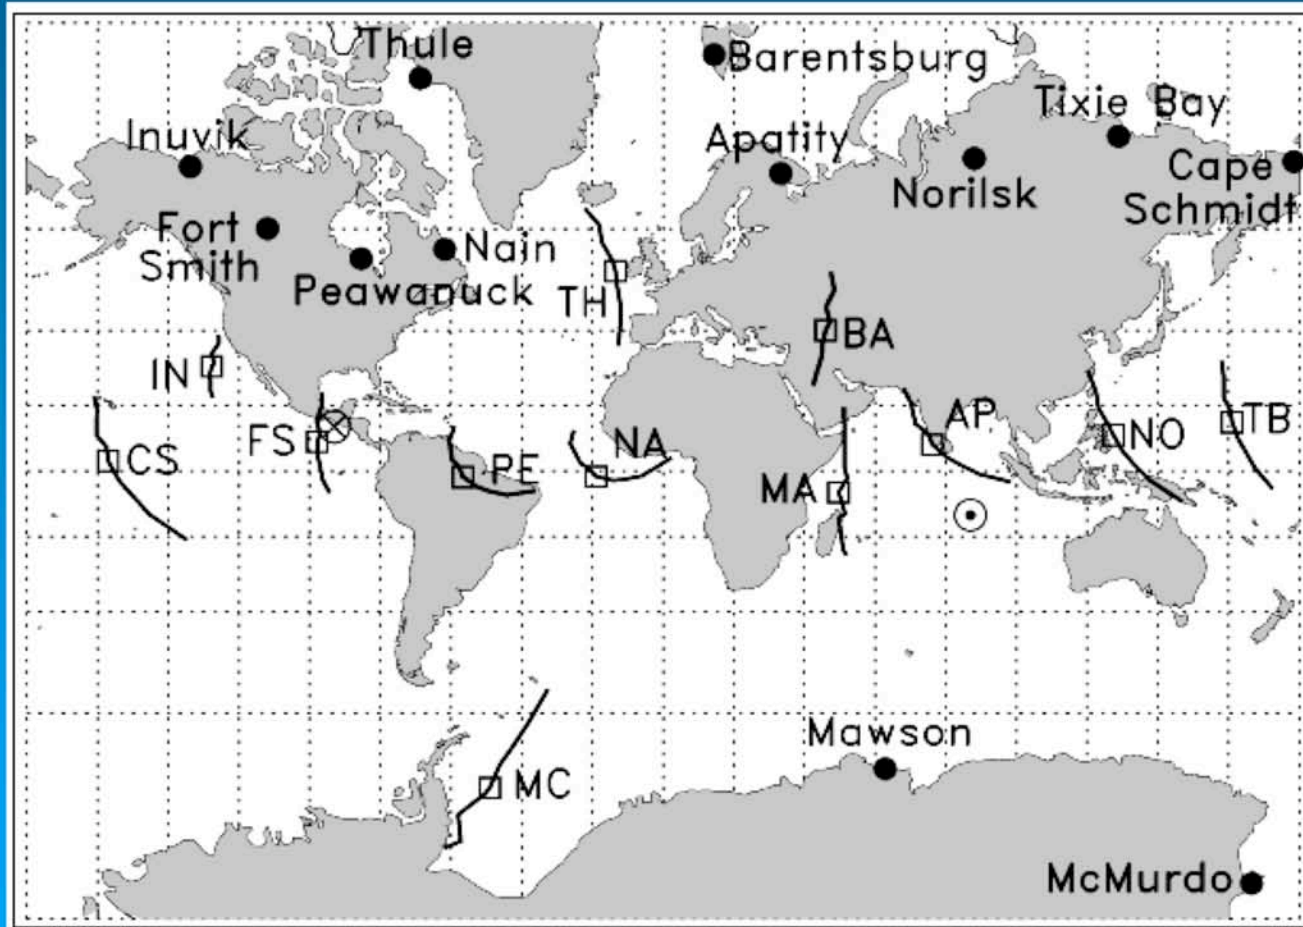 Thule
Barentsburg
Tixie Bay
Inuvik
Apatity
Cape
Schmidt
Norilsk
Fort
Smith
Nain
Peawanuck
TH
BA
IN
AP
FS
NA
NO
TB
CS
PE
MA
Mawson
MC
McMurdo